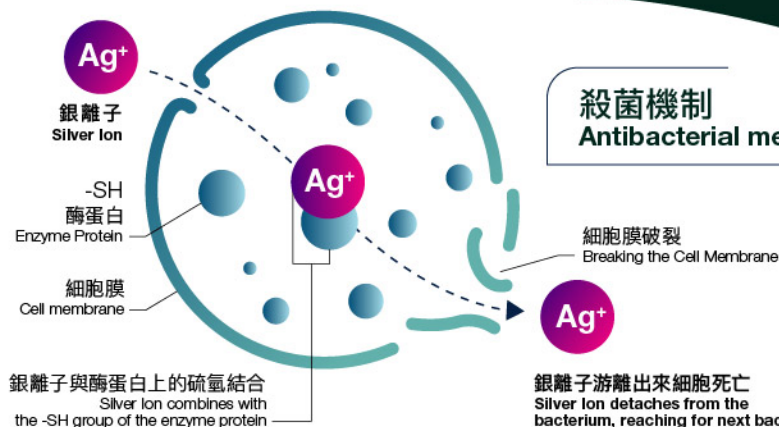 Ag⁺
銀離子
Silver Ion
殺菌機制
Antibacterial
-SH
酶蛋白
Enzyme Protein
Ag⁺
細胞膜破裂
Breaking the Cell Membrane
細胞膜
Cell membrane
Ag⁺
銀離子與酶蛋白上的硫氫結合
Silver Ion combines with
the -SH group of the enzyme protein
銀離子游離出來細胞死亡
Silver Ion detaches from the
bacterium, reaching for next